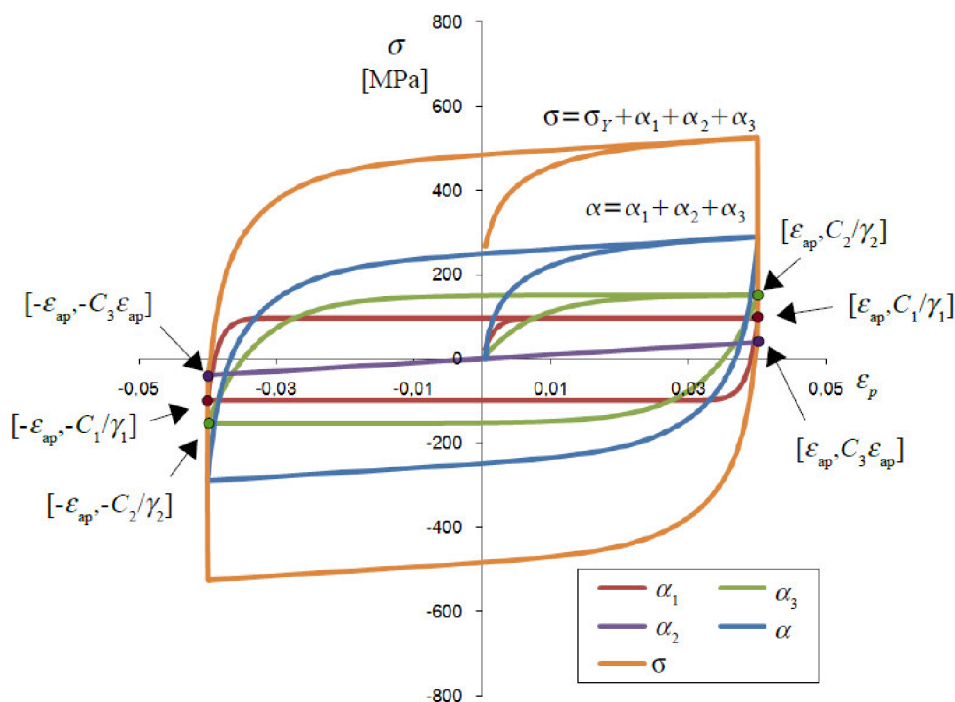 800
σ
[MPa]
600
σ=σY+α1+α2+α3
400
α=α1+α2+α3
[εap,C2/γ2]
200
[-εap,-C3εap]
[εap,C1/γ1]
0
-0.05
-0.03
-0.01
0.01
0.03
0.05
εp
[-εap,-C1/γ1]
-200
[εap,C3εap]
[-εap,-C2/γ2]
-400
-600
α1
α3
α2
α
σ
-800